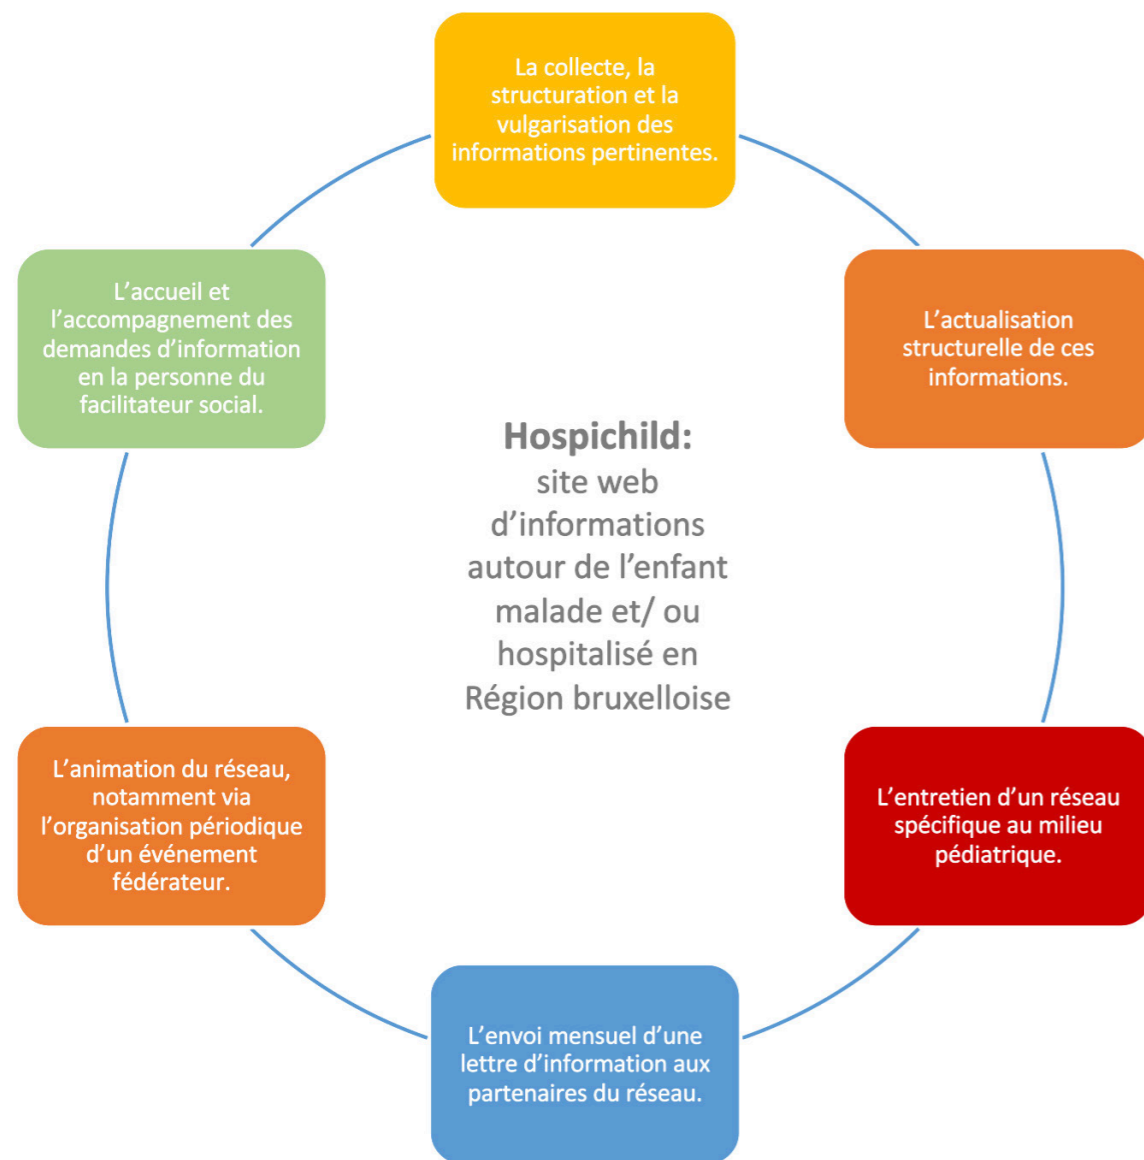 La collecte, la
structuration et la
vulgarisation des
informations pertinentes.
L’actualisation
structurelle de ces
informations.
L’entretien d’un réseau
spécifique au milieu
pédiatrique.
L’envoi mensuel d’une
lettre d’information aux
partenaires du réseau.
L’animation du réseau,
notamment via
l’organisation périodique
d’un événement
fédérateur.
L’accueil et
l’accompagnement des
demandes d’information
en la personne du
facilitateur social.
Hospichild:
site web
d’informations
autour de l’enfant
malade et/ ou
hospitalisé en
Région bruxelloise